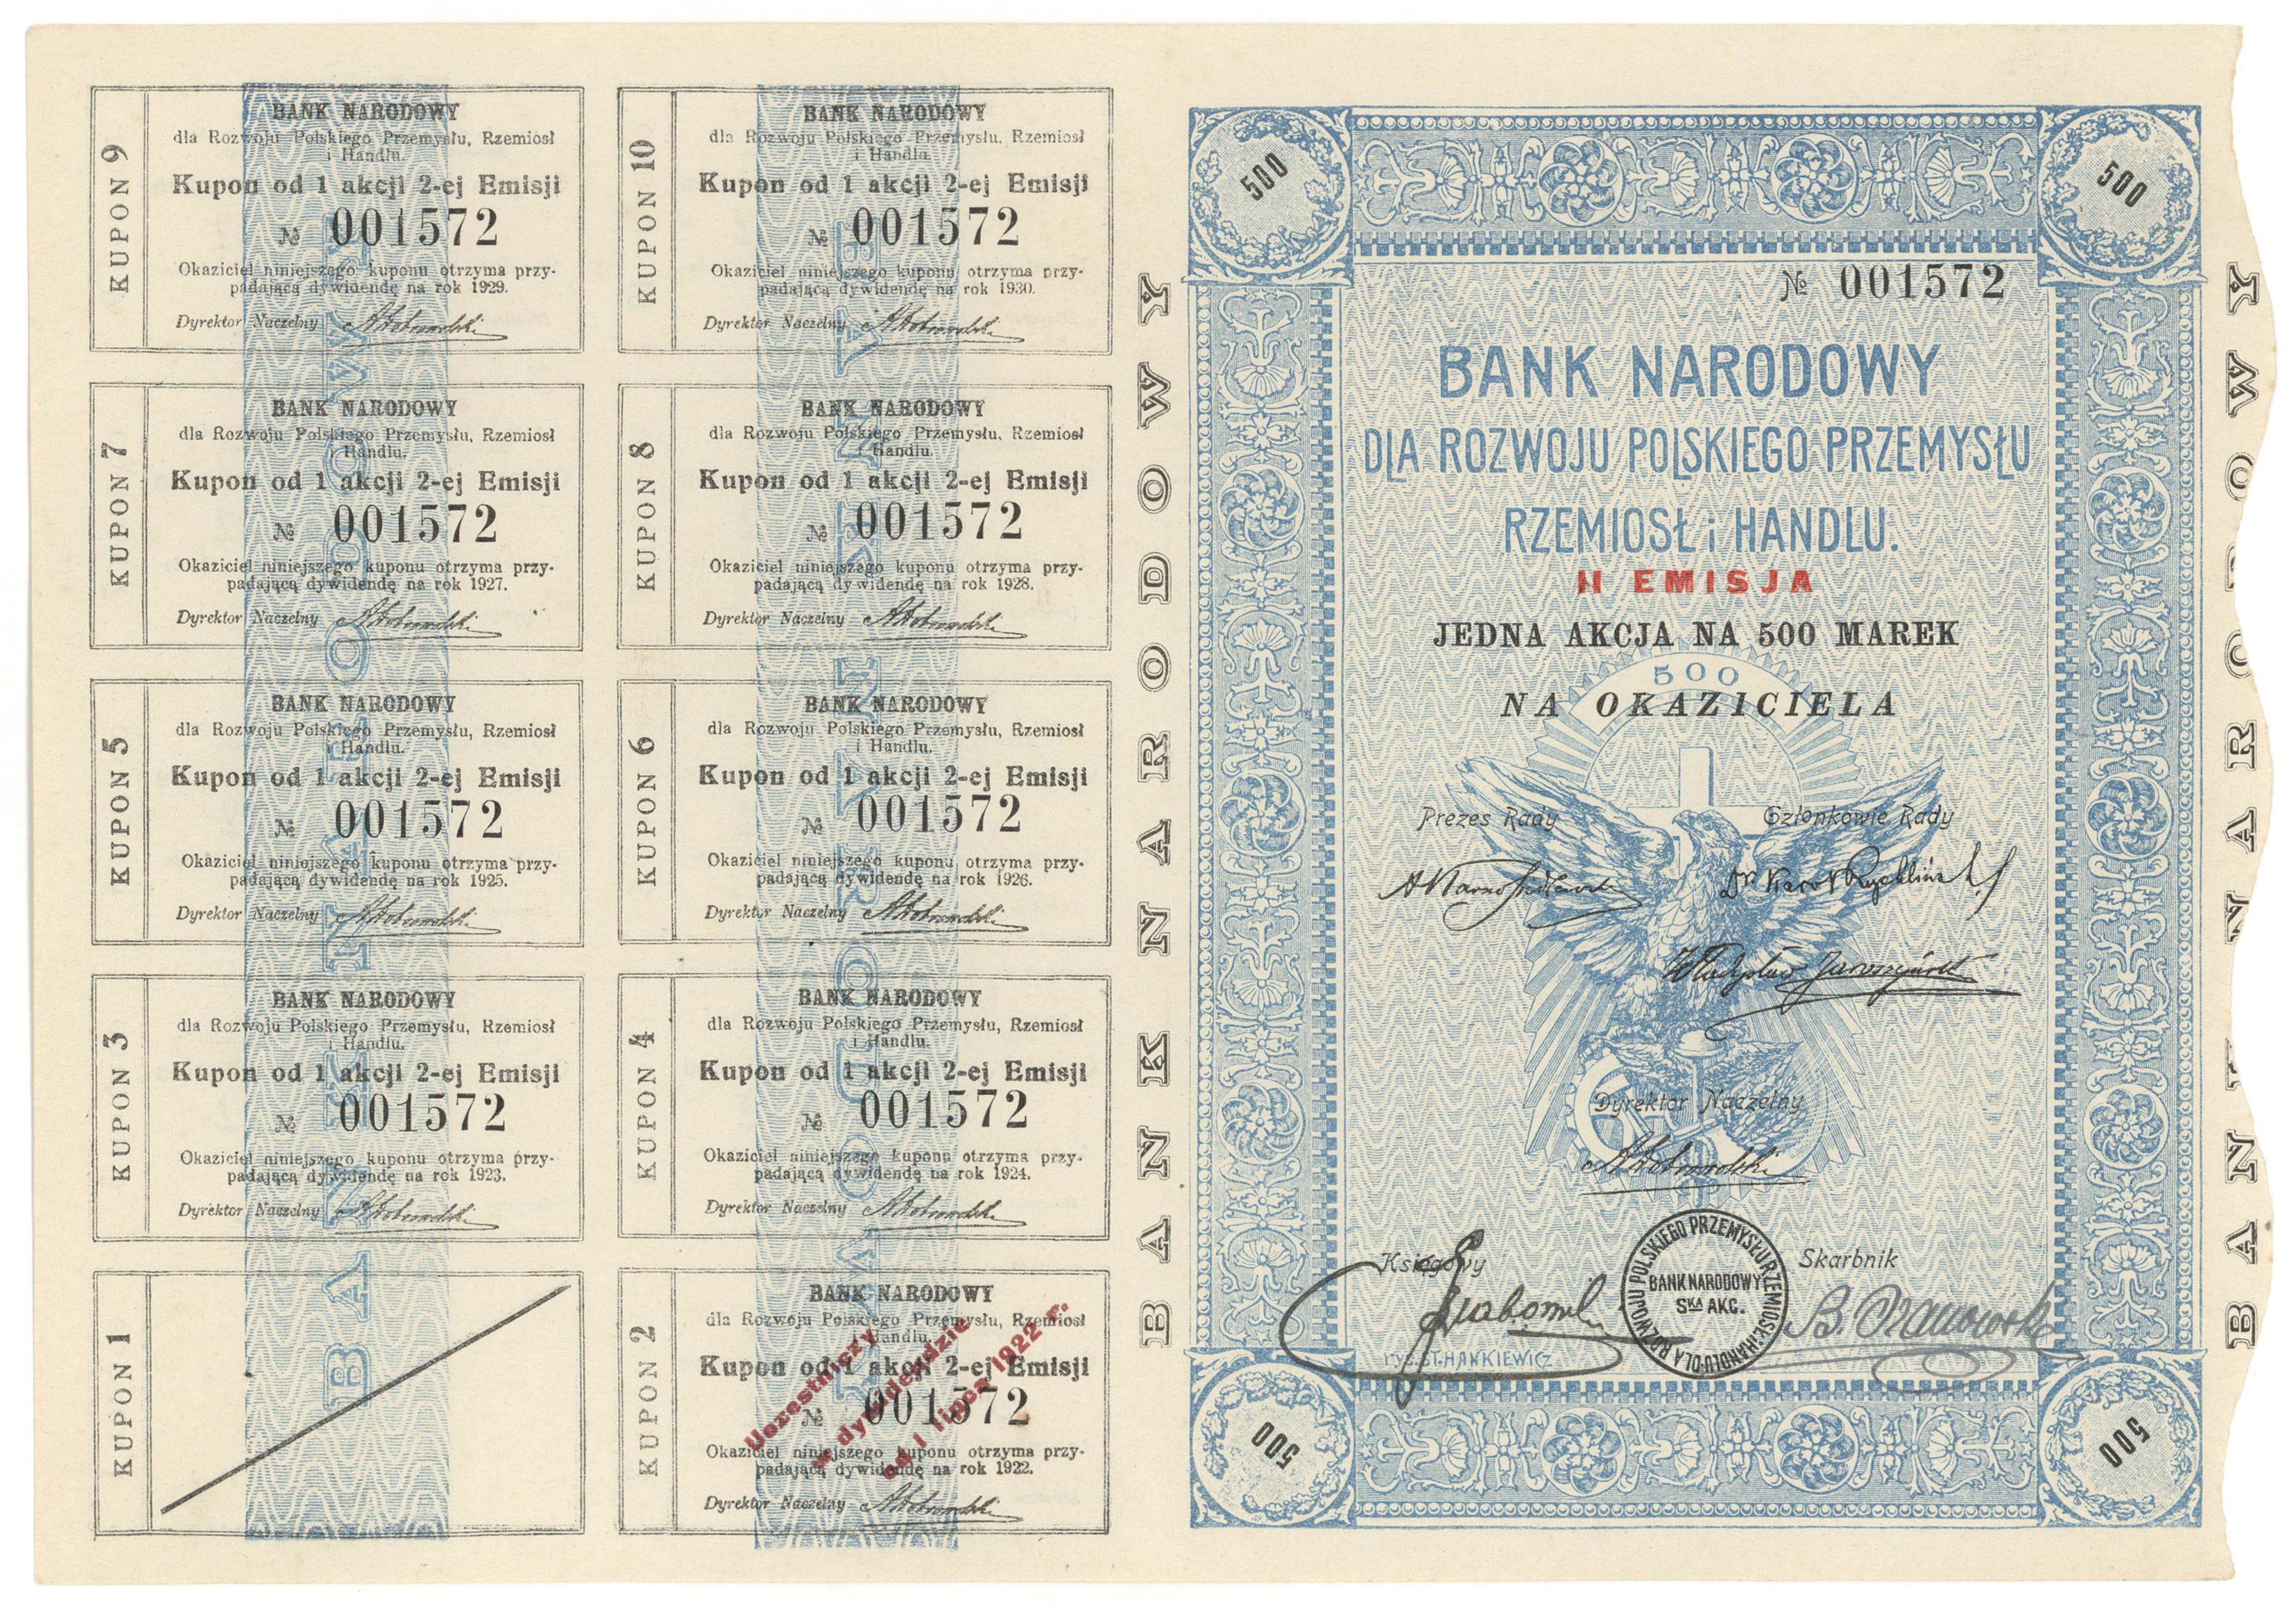 KUPON 9
BANK NARODOWY
dla Rozwoju Polskiego Przemysłu, Rzemiosł
i Handlu.
Kupon od 1 akcji 2-ej Emisji
№ 001572
Okaziciel niniejszego kuponu otrzyma przy-
padającą dywidendę na rok 1929.
Dyrektor Naczelny
KUPON 10
BANK NARODOWY
dla Rozwoju Polskiego Przemysłu, Rzemiosł
i Handlu.
Kupon od 1 akcji 2-ej Emisji
№ 001572
Okaziciel niniejszego kuponu otrzyma przy-
padającą dywidendę na rok 1930.
Dyrektor Naczelny
KUPON 7
BANK NARODOWY
dla Rozwoju Polskiego Przemysłu, Rzemiosł
i Handlu.
Kupon od 1 akcji 2-ej Emisji
№ 001572
Okaziciel niniejszego kuponu otrzyma przy-
padającą dywidendę na rok 1927.
Dyrektor Naczelny
KUPON 8
BANK NARODOWY
dla Rozwoju Polskiego Przemysłu, Rzemiosł
i Handlu.
Kupon od 1 akcji 2-ej Emisji
№ 001572
Okaziciel niniejszego kuponu otrzyma przy-
padającą dywidendę na rok 1928.
Dyrektor Naczelny
KUPON 5
BANK NARODOWY
dla Rozwoju Polskiego Przemysłu, Rzemiosł
i Handlu.
Kupon od 1 akcji 2-ej Emisji
№ 001572
Okaziciel niniejszego kuponu otrzyma przy-
padającą dywidendę na rok 1925.
Dyrektor Naczelny
KUPON 6
BANK NARODOWY
dla Rozwoju Polskiego Przemysłu, Rzemiosł
i Handlu.
Kupon od 1 akcji 2-ej Emisji
№ 001572
Okaziciel niniejszego kuponu otrzyma przy-
padającą dywidendę na rok 1926.
Dyrektor Naczelny
KUPON 3
BANK NARODOWY
dla Rozwoju Polskiego Przemysłu, Rzemiosł
i Handlu.
Kupon od 1 akcji 2-ej Emisji
№ 001572
Okaziciel niniejszego kuponu otrzyma przy-
padającą dywidendę na rok 1923.
Dyrektor Naczelny
KUPON 4
BANK NARODOWY
dla Rozwoju Polskiego Przemysłu, Rzemiosł
i Handlu.
Kupon od 1 akcji 2-ej Emisji
№ 001572
Okaziciel niniejszego kuponu otrzyma przy-
padającą dywidendę na rok 1924.
Dyrektor Naczelny
KUPON 1
KUPON 2
BANK NARODOWY
dla Rozwoju Polskiego Przemysłu, Rzemiosł
i Handlu.
Kupon od 1 akcji 2-ej Emisji
№ 001572
Okaziciel niniejszego kuponu otrzyma przy-
padającą dywidendę na rok 1922.
Dyrektor Naczelny
Uczestniczy
w dywidendzie
od 1 lipca 1922 r.
BANK NARODOWY
500
500
№ 001572
BANK NARODOWY
DLA ROZWOJU POLSKIEGO PRZEMYSŁU
RZEMIOSŁ i HANDLU.
II EMISJA
JEDNA AKCJA NA 500 MAREK
500
NA OKAZICIELA
Prezes Rady
Członkowie Rady
Dr Karol Rychliński
Władysław
Dyrektor Naczelny
Księgowy
Skarbnik
BANK NARODOWY
SKA AKC.
DLA ROZWOJU POLSKIEGO PRZEMYSŁU RZEMIOSŁ i HANDLU
rys. ST. HANKIEWICZ
500
500
BANK NARODOWY